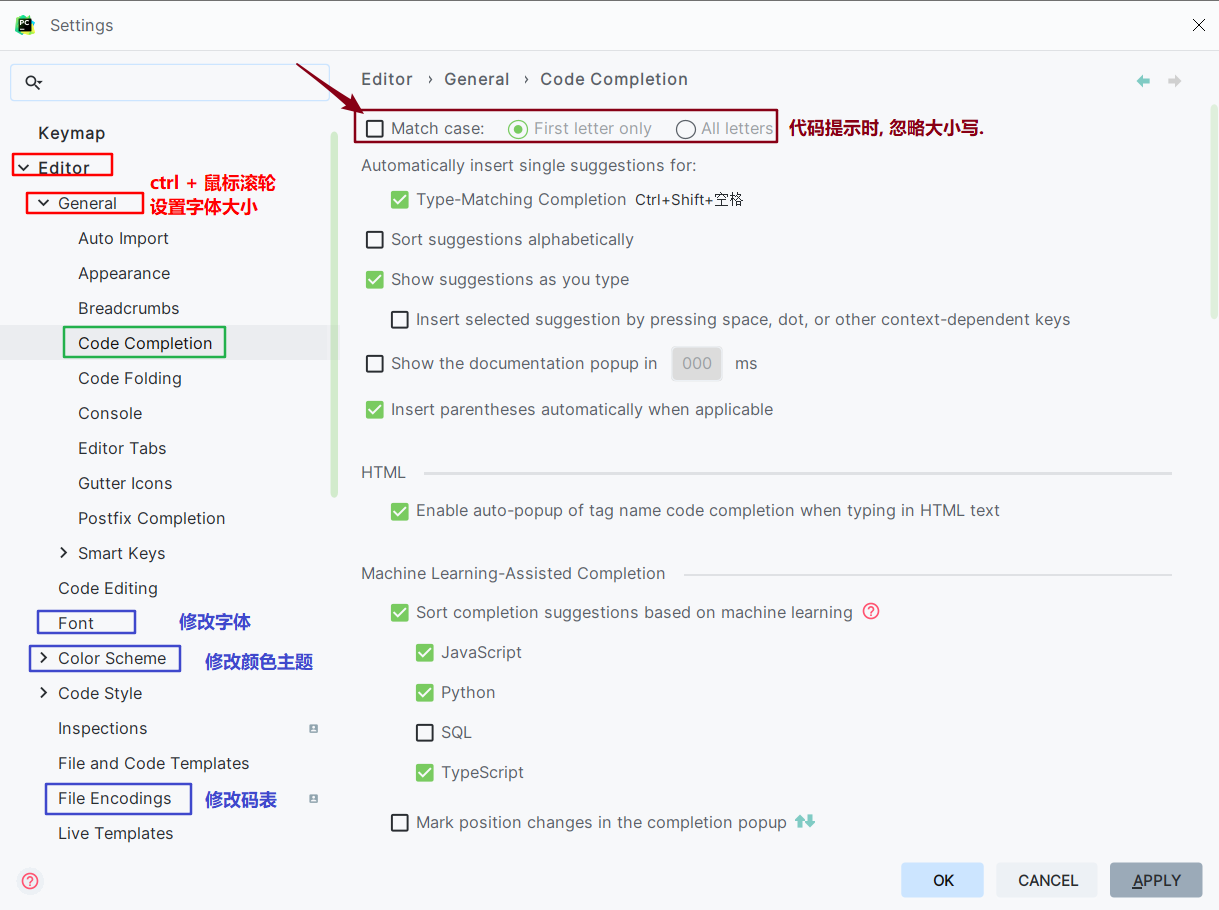 PC
Settings
Keymap
Editor
General
ctrl + 鼠标滚轮
设置字体大小
Auto Import
Appearance
Breadcrumbs
Code Completion
Code Folding
Console
Editor Tabs
Gutter Icons
Postfix Completion
Smart Keys
Code Editing
Font 修改字体
Color Scheme 修改颜色主题
Code Style
Inspections
File and Code Templates
File Encodings 修改码表
Live Templates
Editor › General › Code Completion
Match case: First letter only All letters 代码提示时, 忽略大小写.
Automatically insert single suggestions for:
Type-Matching Completion Ctrl+Shift+空格
Sort suggestions alphabetically
Show suggestions as you type
Insert selected suggestion by pressing space, dot, or other context-dependent keys
Show the documentation popup in 000 ms
Insert parentheses automatically when applicable
HTML
Enable auto-popup of tag name code completion when typing in HTML text
Machine Learning-Assisted Completion
Sort completion suggestions based on machine learning ?
JavaScript
Python
SQL
TypeScript
Mark position changes in the completion popup
?
OK CANCEL APPLY